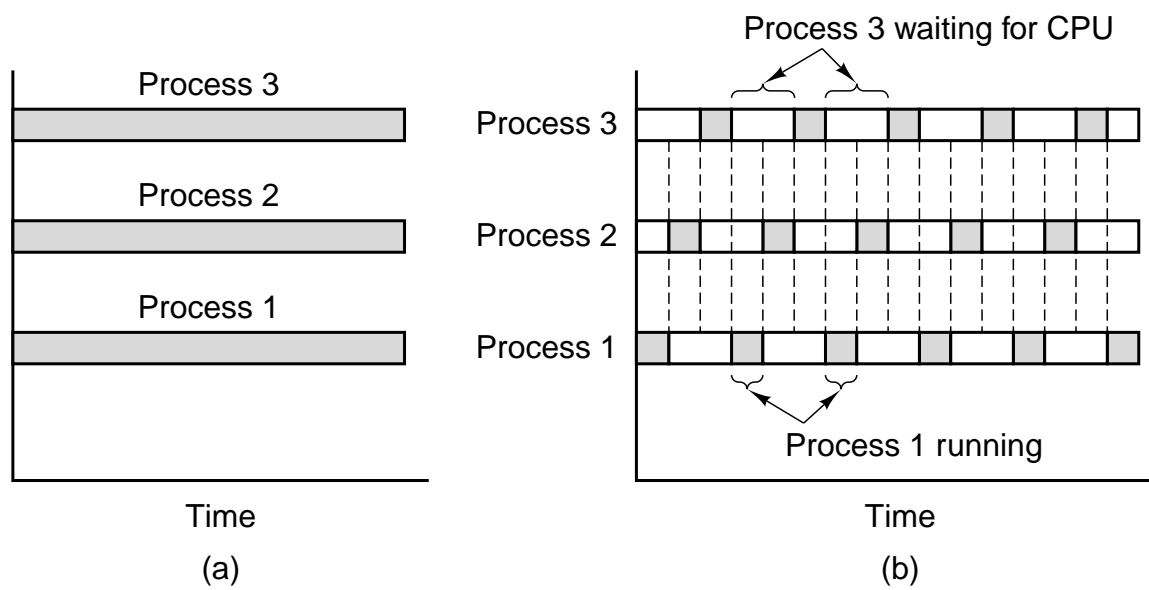 Process 3
Process 2
Process 1
Time
(a)
Process 3 waiting for CPU
Process 3
Process 2
Process 1
Process 1 running
Time
(b)